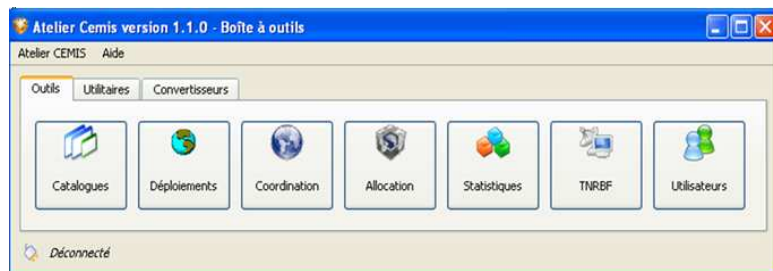 Atelier Cemis version 1.1.0 - Boîte à outils
Atelier CEMIS Aide
Outils Utilitaires Convertisseurs
Catalogues Déploiements Coordination Allocation Statistiques TNRBF Utilisateurs
Déconnecté